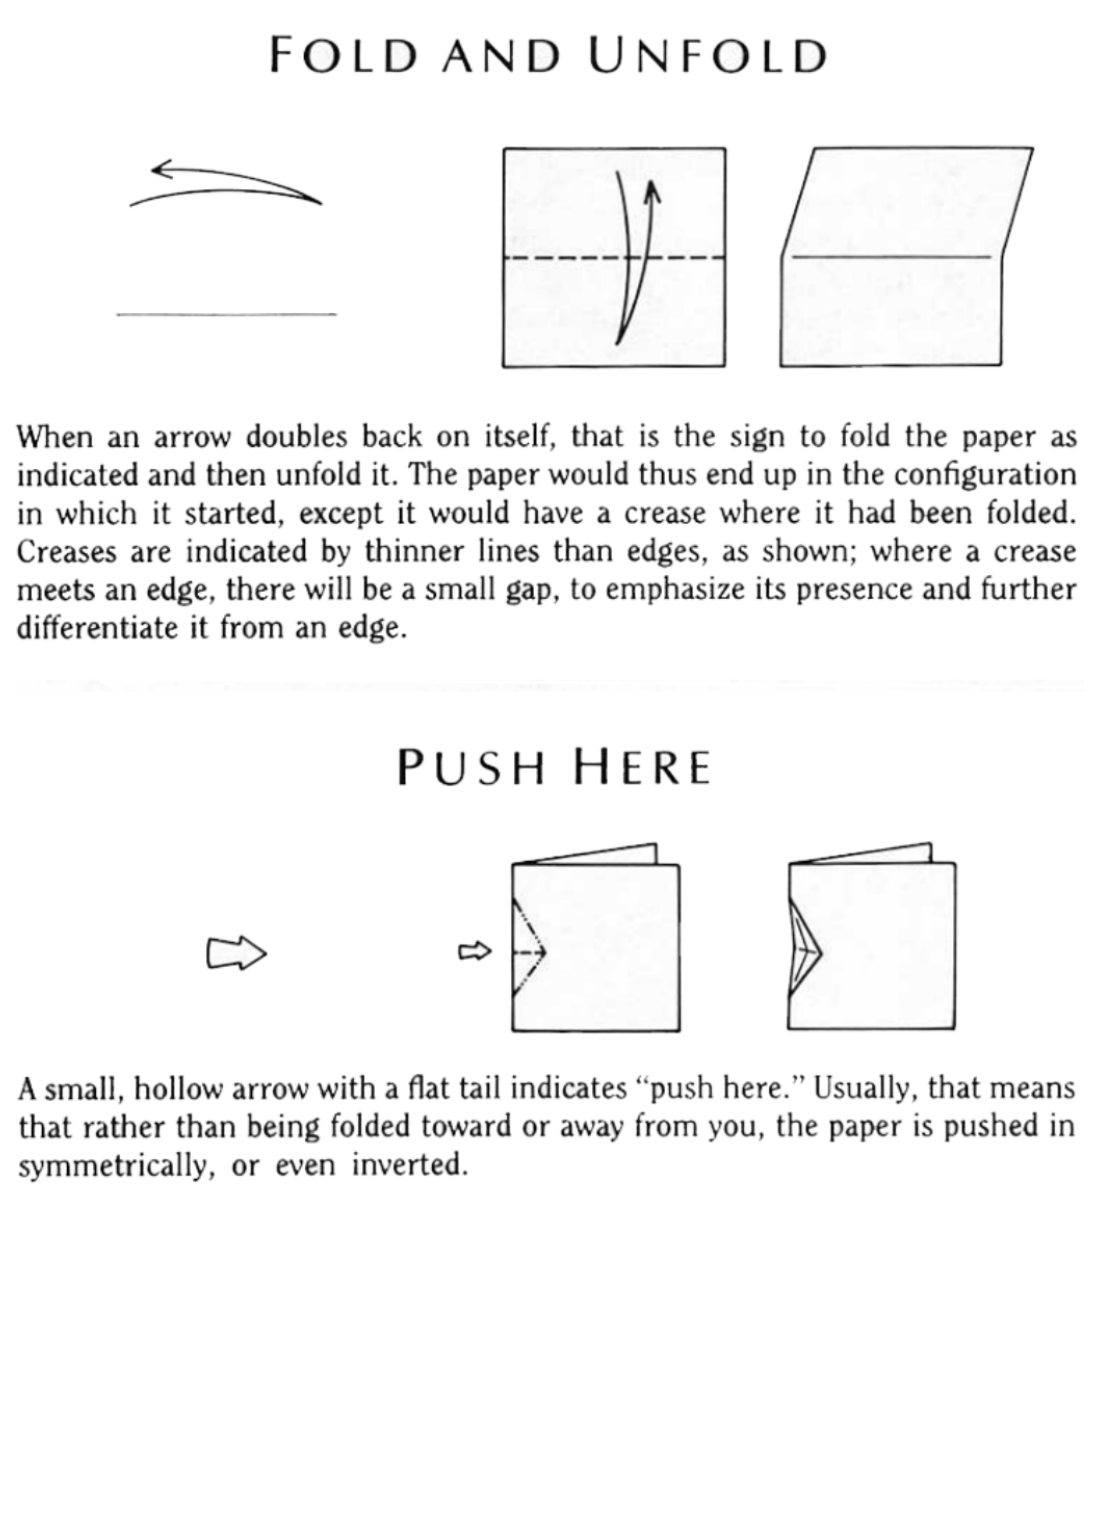 FOLD AND UNFOLD
When an arrow doubles back on itself, that is the sign to fold the paper as
indicated and then unfold it. The paper would thus end up in the configuration
in which it started, except it would have a crease where it had been folded.
Creases are indicated by thinner lines than edges, as shown; where a crease
meets an edge, there will be a small gap, to emphasize its presence and further
differentiate it from an edge.
PUSH HERE
A small, hollow arrow with a flat tail indicates “push here.” Usually, that means
that rather than being folded toward or away from you, the paper is pushed in
symmetrically, or even inverted.